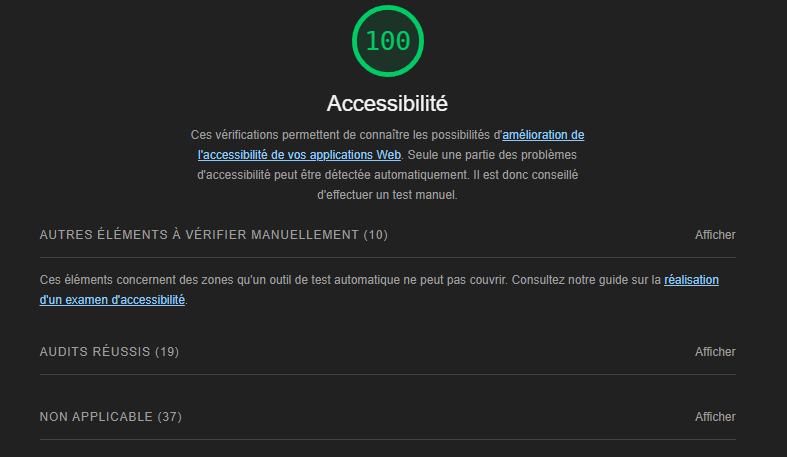 100
Accessibilité
Ces vérifications permettent de connaître les possibilités d'amélioration de
l'accessibilité de vos applications Web. Seule une partie des problèmes
d'accessibilité peut être détectée automatiquement. Il est donc conseillé
d'effectuer un test manuel.
AUTRES ÉLÉMENTS À VÉRIFIER MANUELLEMENT (10) Afficher
Ces éléments concernent des zones qu'un outil de test automatique ne peut pas couvrir. Consultez notre guide sur la réalisation
d'un examen d'accessibilité.
AUDITS RÉUSSIS (19) Afficher
NON APPLICABLE (37) Afficher